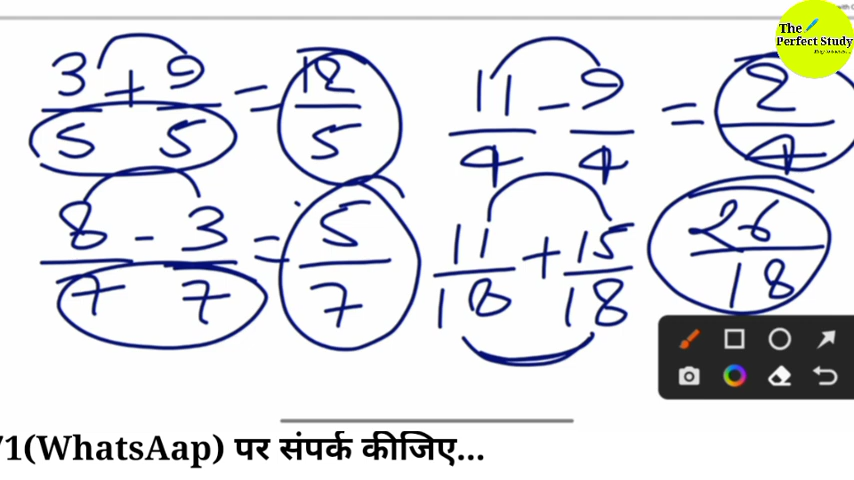 The
Perfect Study
3/5 + 9/5 = 12/5
11/4 - 9/4 = 2/4
8/7 - 3/7 = 5/7
11/18 + 15/18 26/18
71(WhatsAap) पर संपर्क कीजिए...